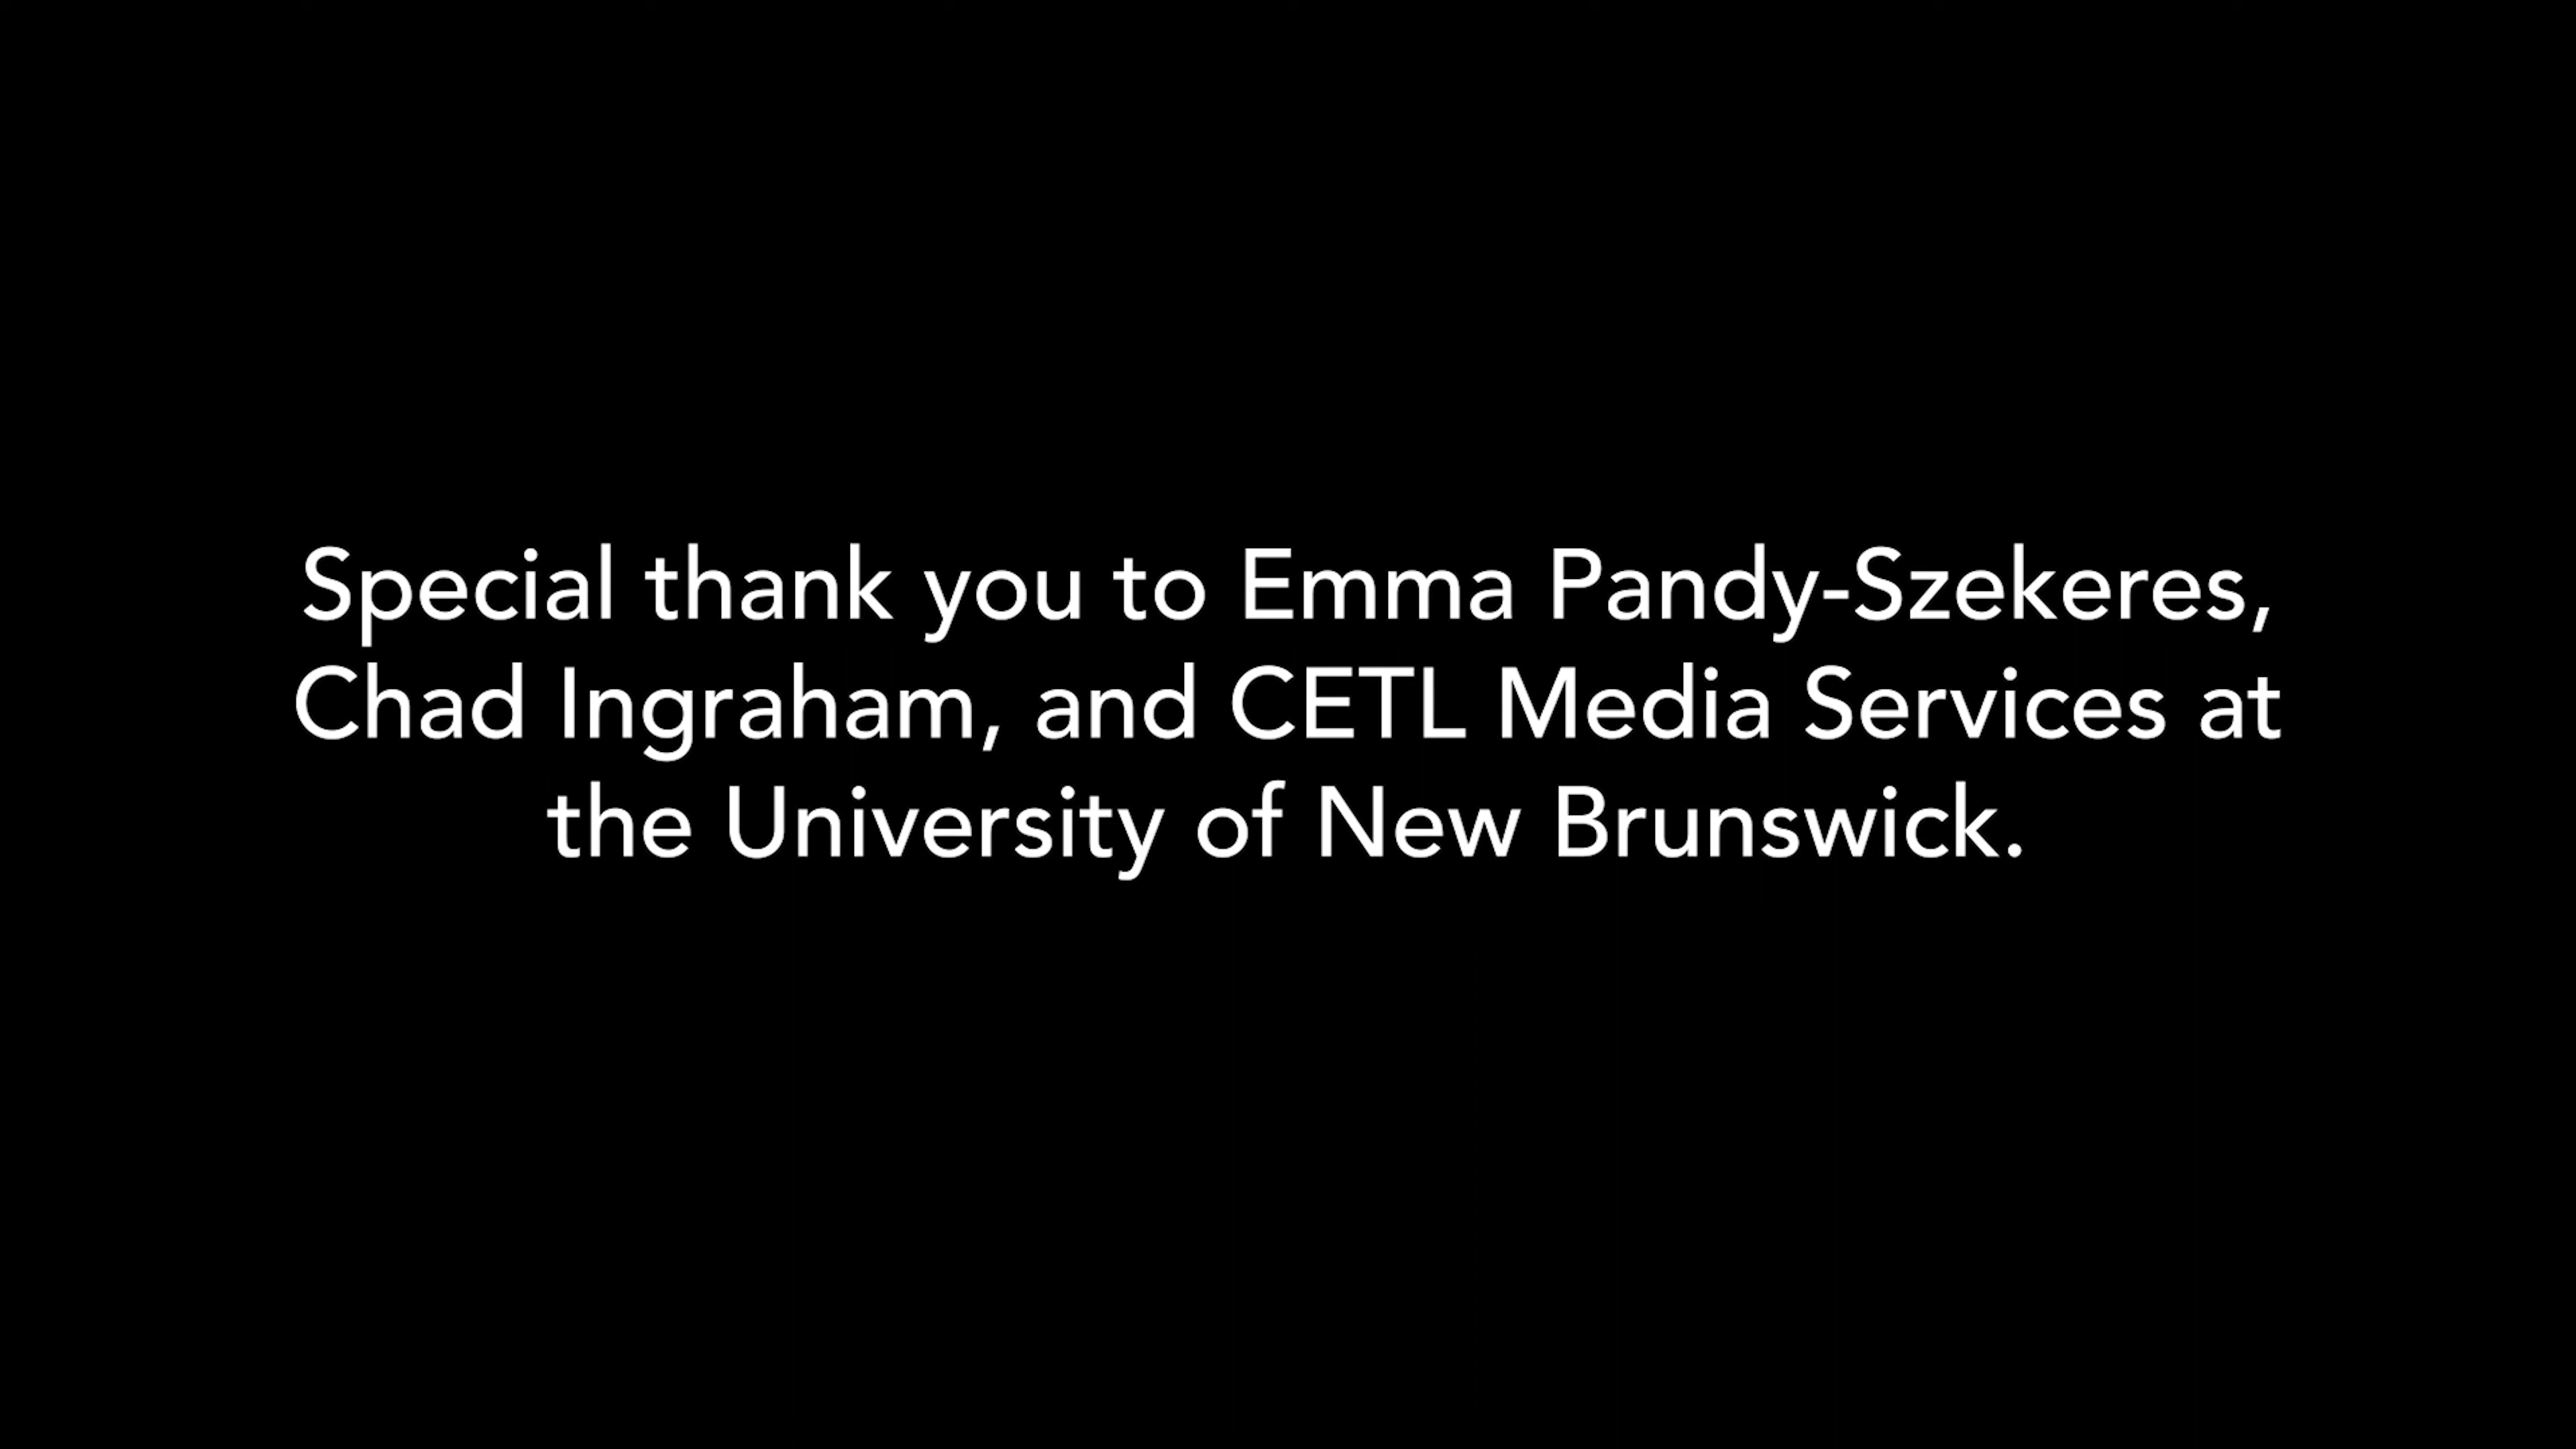 Special thank you to Emma Pandy-Szekeres,
Chad Ingraham, and CETL Media Services at
the University of New Brunswick.